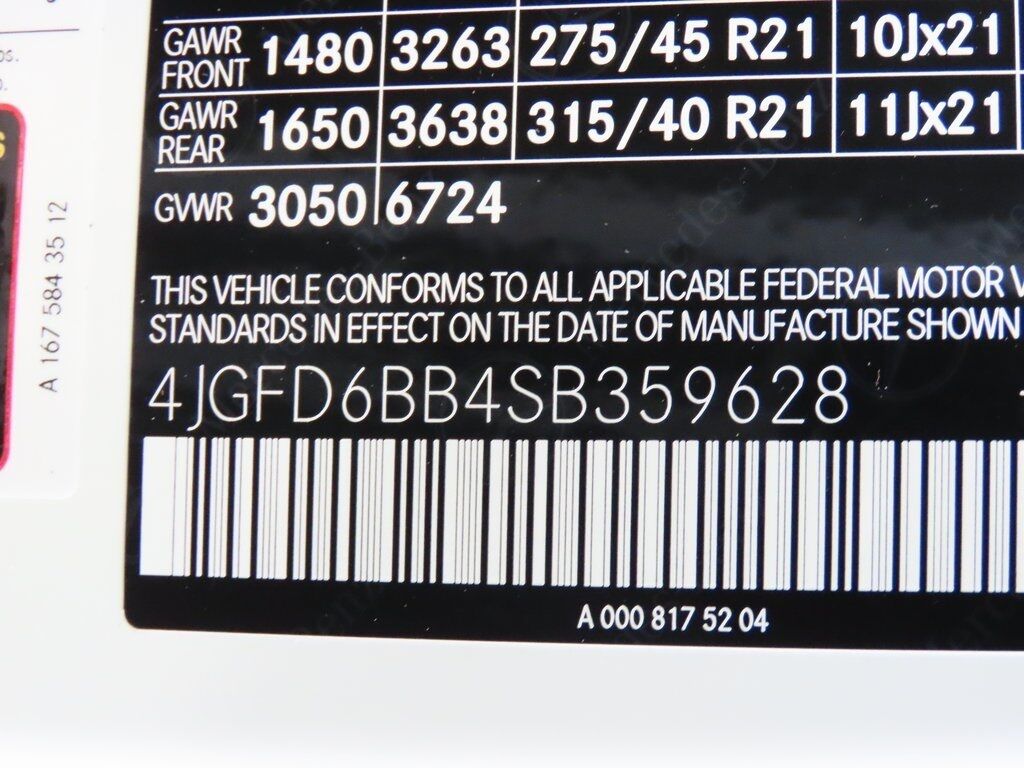 GAWR FRONT 1480 3263 275/45 R21 10Jx21
GAWR REAR 1650 3638 315/40 R21 11Jx21
GVWR 3050 6724
THIS VEHICLE CONFORMS TO ALL APPLICABLE FEDERAL MOTOR V
STANDARDS IN EFFECT ON THE DATE OF MANUFACTURE SHOWN
4JGFD6BB4SB359628
A 000 817 52 04
A 167 584 35 12